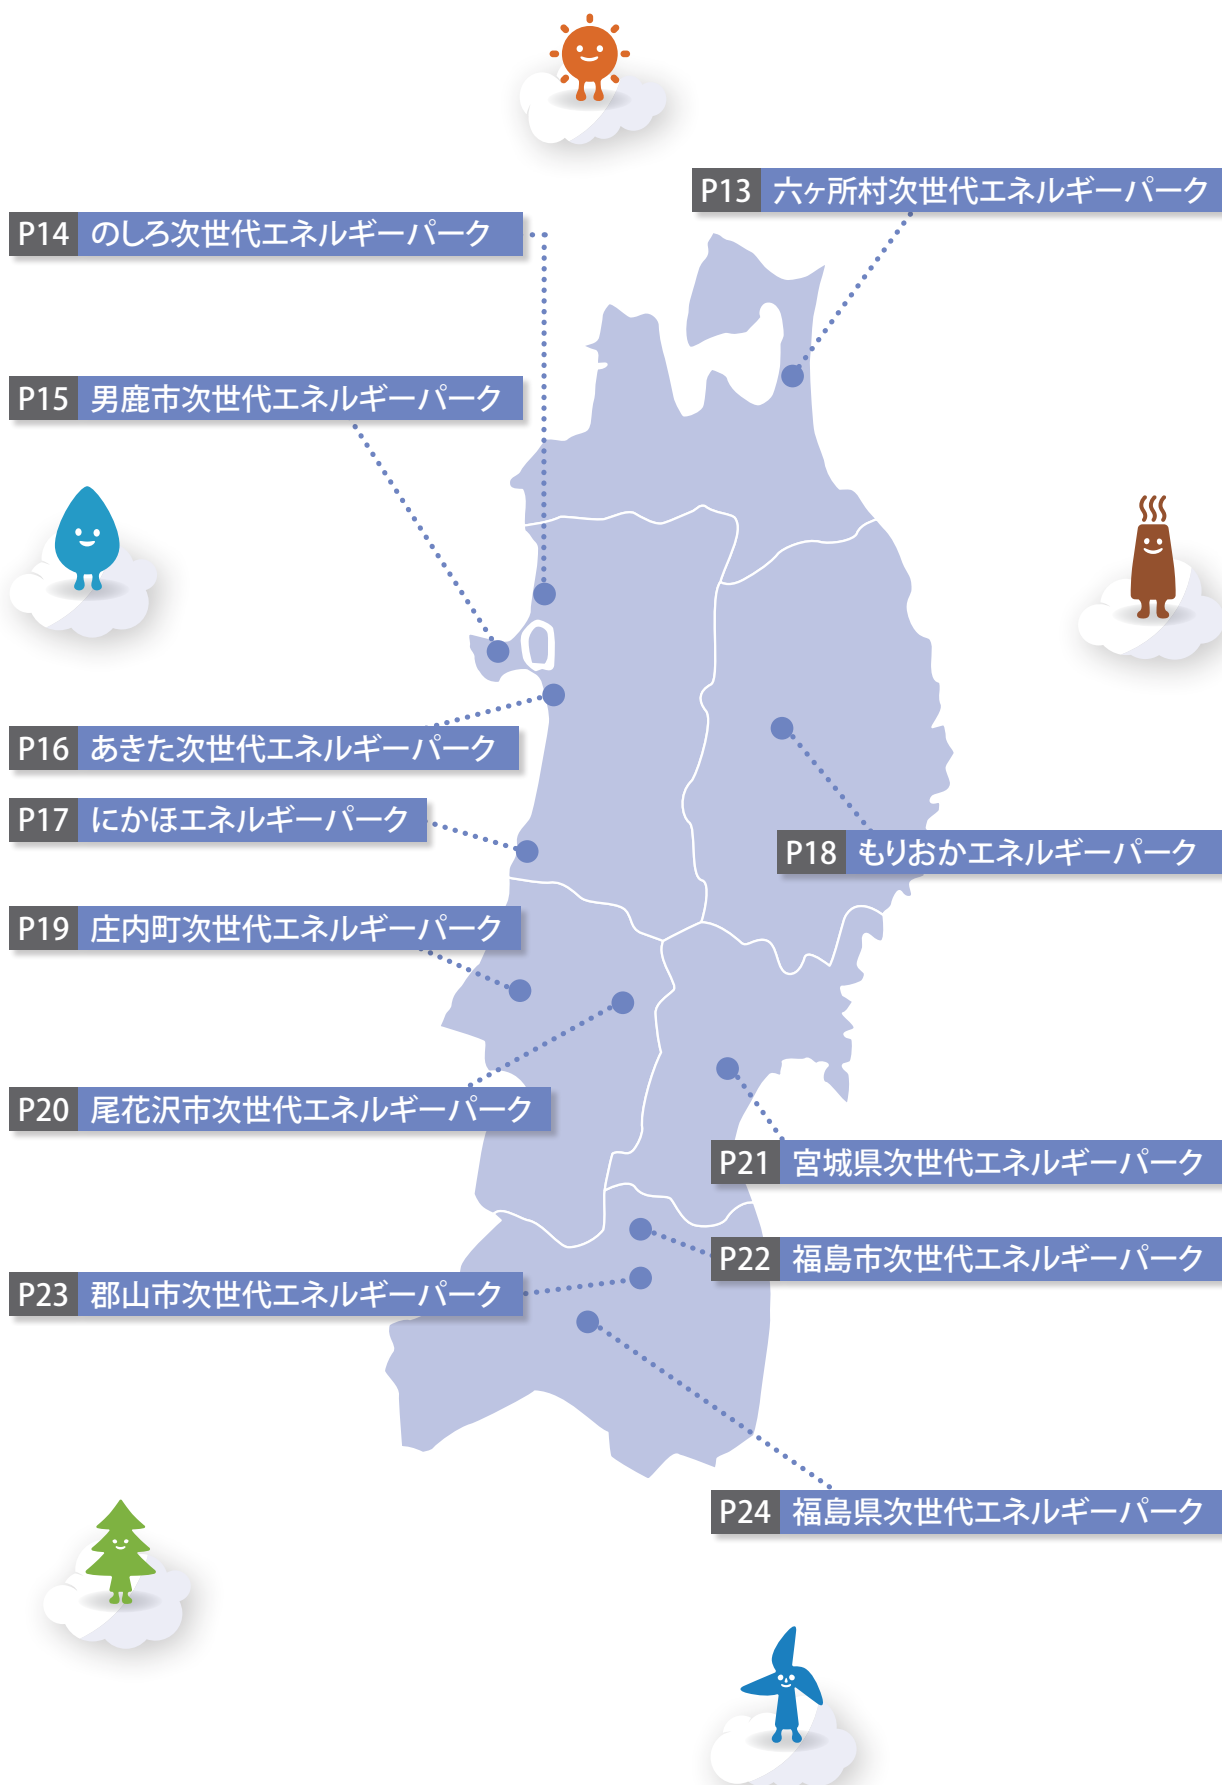 P13 六ヶ所村次世代エネルギーパーク
P14 のしろ次世代エネルギーパーク
P15 男鹿市次世代エネルギーパーク
P16 あきた次世代エネルギーパーク
P17 にかほエネルギーパーク
P18 もりおかエネルギーパーク
P19 庄内町次世代エネルギーパーク
P20 尾花沢市次世代エネルギーパーク
P21 宮城県次世代エネルギーパーク
P22 福島市次世代エネルギーパーク
P23 郡山市次世代エネルギーパーク
P24 福島県次世代エネルギーパーク